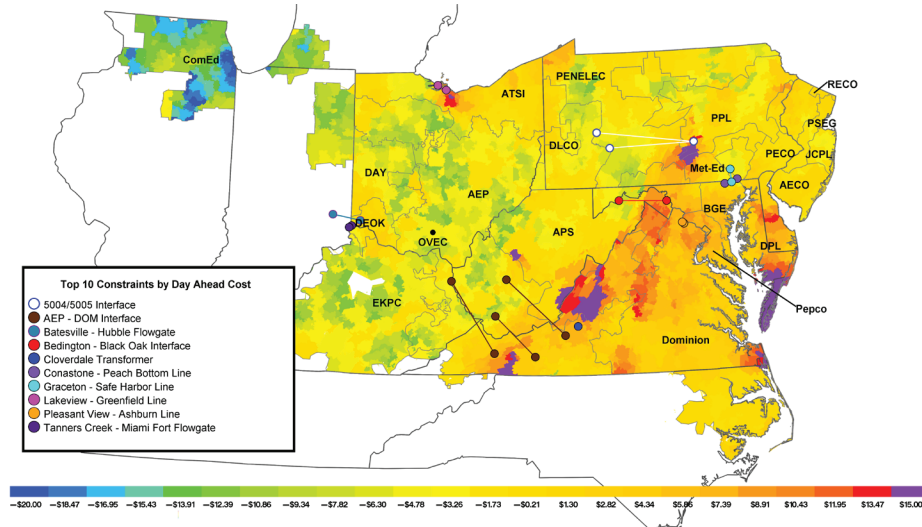 ComEd
ATSI
PENELEC
RECO
PPL
PSEG
DLCO
PECO
JCPL
Met-Ed
DAY
AEP
AECO
BGE
DEOK
OVEC
APS
DPL
EKPC
Pepco
Dominion
Top 10 Constraints by Day Ahead Cost
5004/5005 Interface
AEP - DOM Interface
Batesville - Hubble Flowgate
Bedington - Black Oak Interface
Cloverdale Transformer
Conastone - Peach Bottom Line
Graceton - Safe Harbor Line
Lakeview - Greenfield Line
Pleasant View - Ashburn Line
Tanners Creek - Miami Fort Flowgate
–$20.00 –$18.47 –$16.95 –$15.43 –$13.91 –$12.39 –$10.86 –$9.34 –$7.82 –$6.30 –$4.78 –$3.26 –$1.73 –$0.21 $1.30 $2.82 $4.34 $5.86 $7.39 $8.91 $10.43 $11.95 $13.47 $15.00